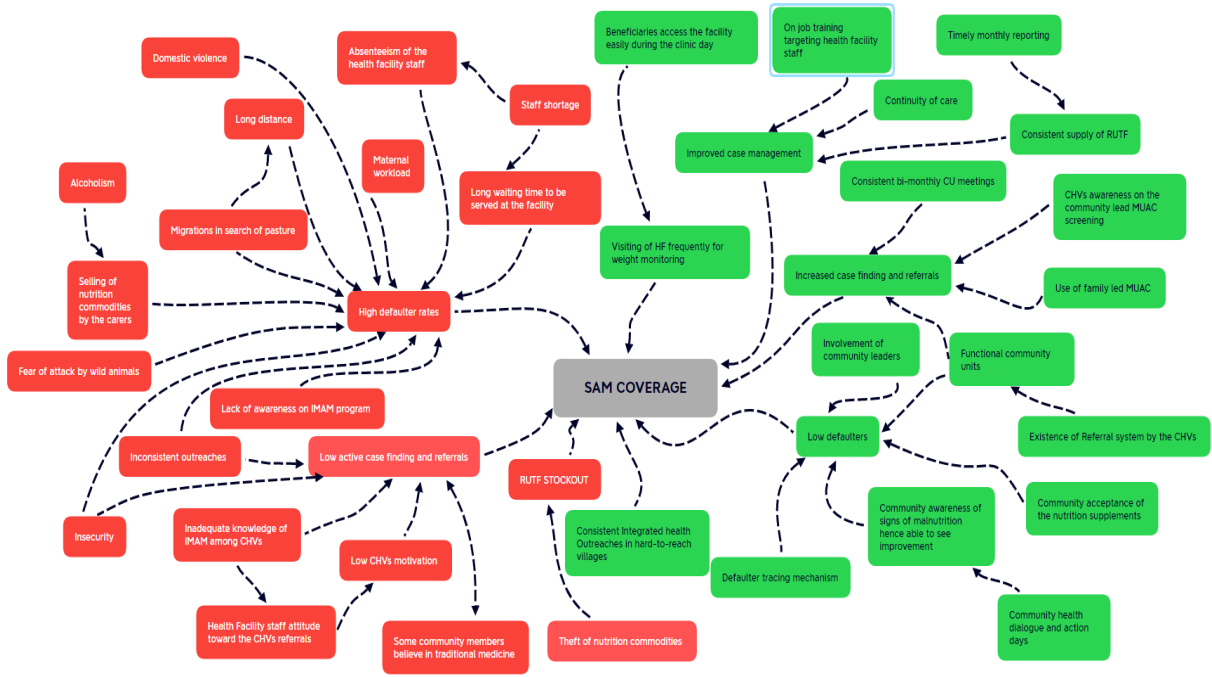 Domestic violence
Absenteeism of the
health facility staff
Beneficiaries access the facility
easily during the clinic day
On job training
targeting health facility
staff
Timely monthly reporting
Long distance
Staff shortage
Continuity of care
Consistent supply of RUTF
Maternal
workload
Improved case management
Alcoholism
Long waiting time to be
served at the facility
Consistent bi-monthly CU meetings
CHVs awareness on the
community lead MUAC
screening
Migrations in search of pasture
Visiting of HF frequently for
weight monitoring
Selling of
nutrition
commodities
by the carers
Increased case finding and referrals
Use of family led MUAC
High defaulter rates
Involvement of
community leaders
Functional community
units
Fear of attack by wild animals
SAM COVERAGE
Lack of awareness on IMAM program
Low defaulters
Existence of Referral system by the CHVs
Inconsistent outreaches
Low active case finding and referrals
RUTF STOCKOUT
Community acceptance of
the nutrition supplements
Community awareness of
signs of malnutrition
hence able to see
improvement
Insecurity
Inadequate knowledge of
IMAM among CHVs
Consistent Integrated health
Outreaches in hard-to-reach
villages
Low CHVs motivation
Defaulter tracing mechanism
Health Facility staff attitude
toward the CHVs referrals
Some community members
believe in traditional medicine
Theft of nutrition commodities
Community health
dialogue and action
days